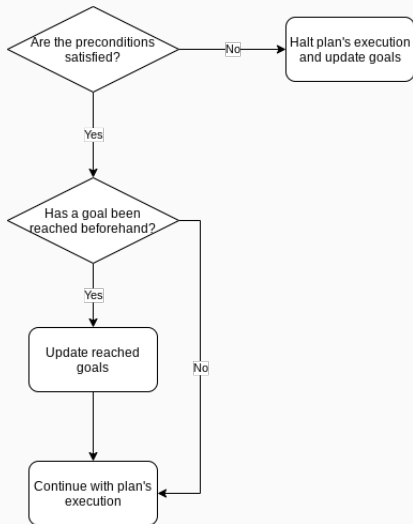 Are the preconditions
satisfied?
No
Halt plan's execution
and update goals
Yes
Has a goal been
reached beforehand?
Yes
Update reached
goals
No
Continue with plan's
execution